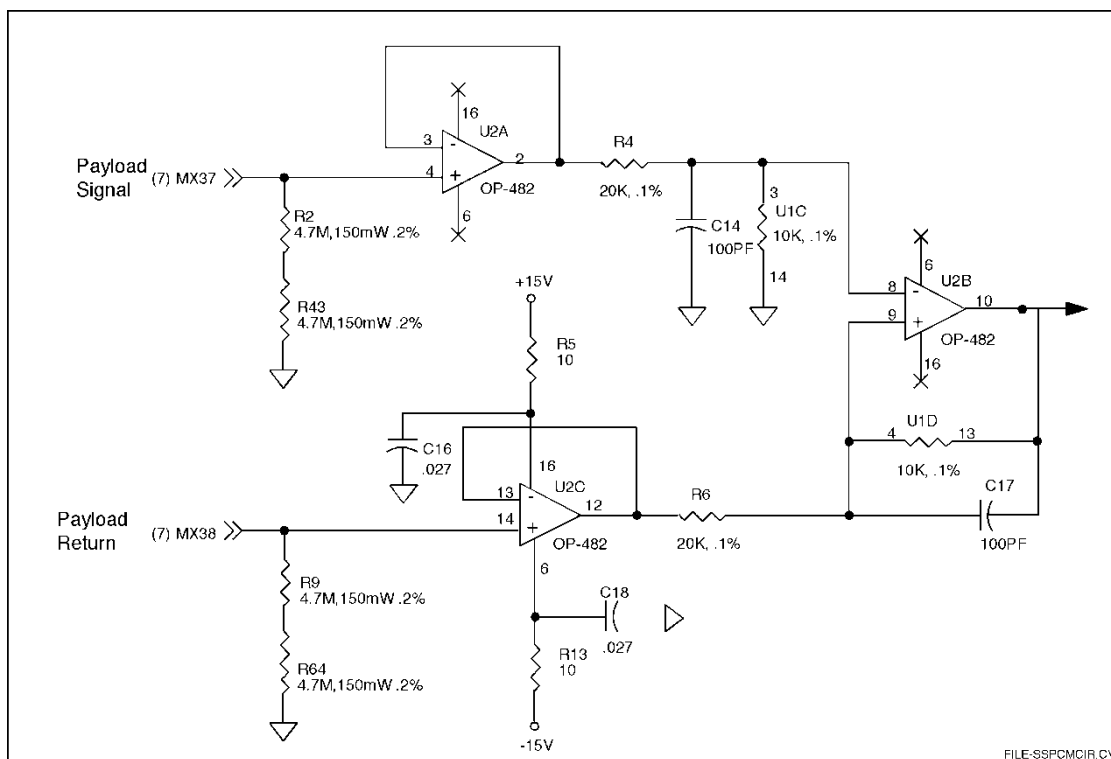 16
U2A
3
-
4
+
2
OP-482
6
Payload
Signal
(7) MX37
R2
4.7M,150mW .2%
R43
4.7M,150mW .2%
R4
20K, .1%
C14
100PF
3
U1C
10K, .1%
14
6
U2B
8
-
9
+
10
OP-482
16
+15V
R5
10
C16
.027
16
U2C
13
-
14
+
12
OP-482
6
Payload
Return
(7) MX38
R9
4.7M,150mW .2%
R64
4.7M,150mW .2%
C18
.027
R13
10
-15V
R6
20K, .1%
U1D
4
13
10K, .1%
C17
100PF
FILE-SSPCMCIR.CV